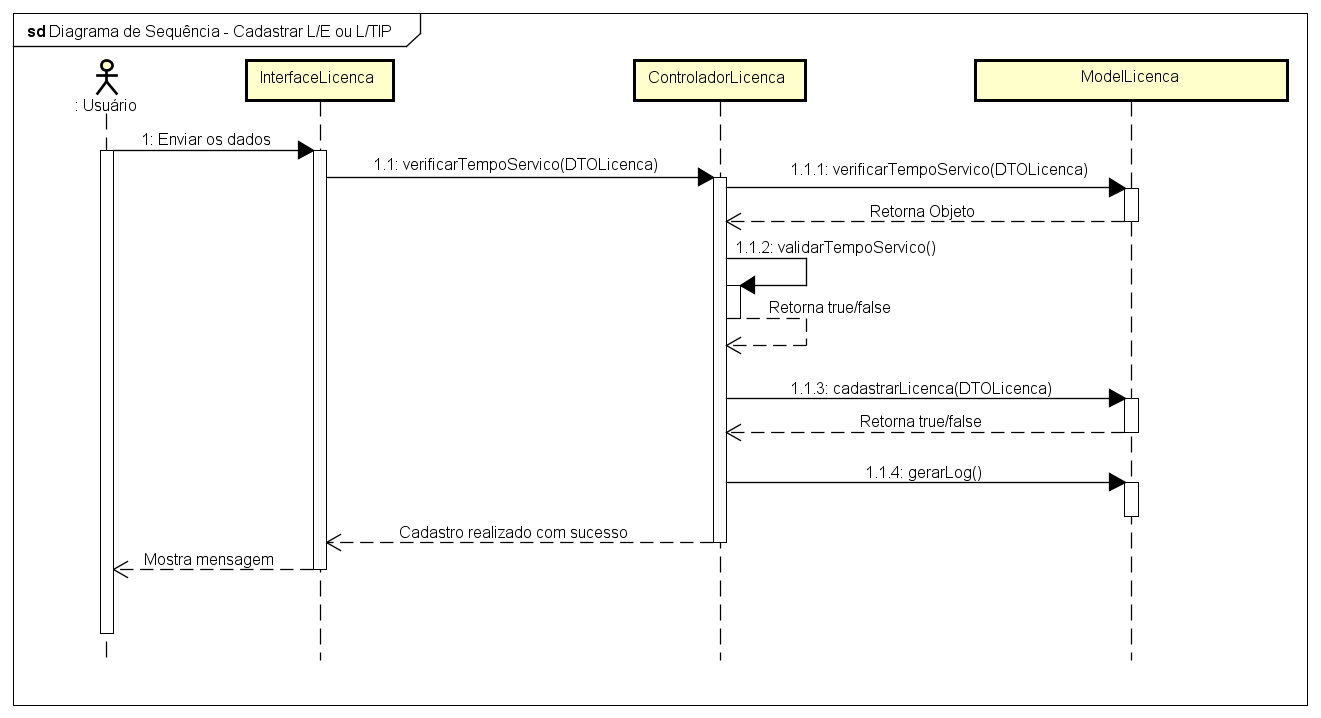 sd Diagrama de Sequência - Cadastrar L/E ou L/TIP
: Usuário
InterfaceLicenca
ControladorLicenca
ModelLicenca
1: Enviar os dados
1.1: verificarTempoServico(DTOLicenca)
1.1.1: verificarTempoServico(DTOLicenca)
Retorna Objeto
1.1.2: validarTempoServico()
Retorna true/false
1.1.3: cadastrarLicenca(DTOLicenca)
Retorna true/false
1.1.4: gerarLog()
Cadastro realizado com sucesso
Mostra mensagem